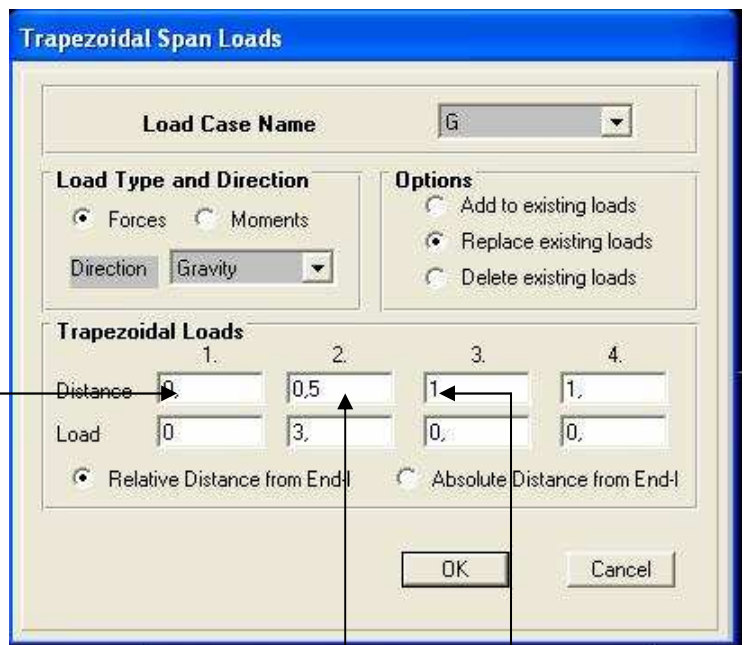 Trapezoidal Span Loads
Load Case Name G
Load Type and Direction
Forces Moments
Direction Gravity
Options
Add to existing loads
Replace existing loads
Delete existing loads
Trapezoidal Loads
1. 2. 3. 4.
Distance 0, 0,5 1 1,
Load 0 3, 0, 0,
Relative Distance from End-I Absolute Distance from End-I
OK Cancel